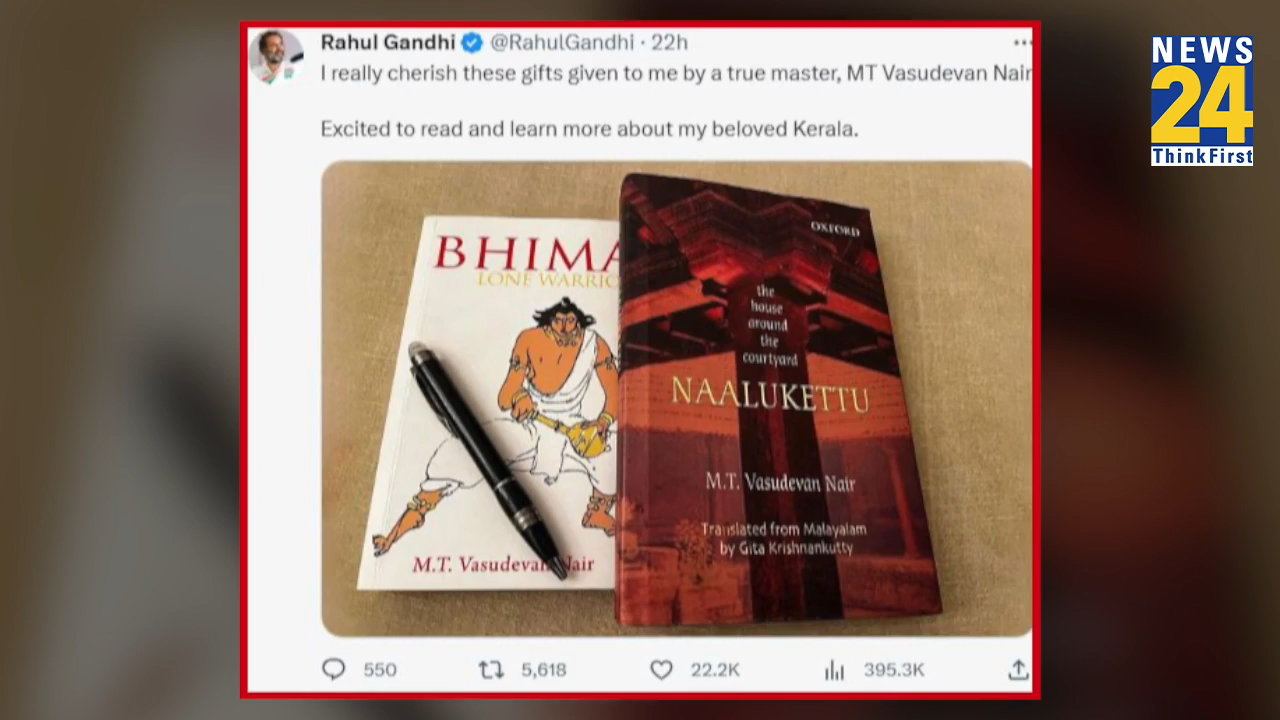 Rahul Gandhi @RahulGandhi · 22h
I really cherish these gifts given to me by a true master, MT Vasudevan Nair
Excited to read and learn more about my beloved Kerala.
BHIMA
LONE WARRIO
M.T. Vasudevan Nair
OXFORD
the
house
around
the
courtyard
NAALUKETTU
M.T. Vasudevan Nair
Translated from Malayalam
by Gita Krishnankutty
550 5,618 22.2K 395.3K
NEWS
24
ThinkFirst